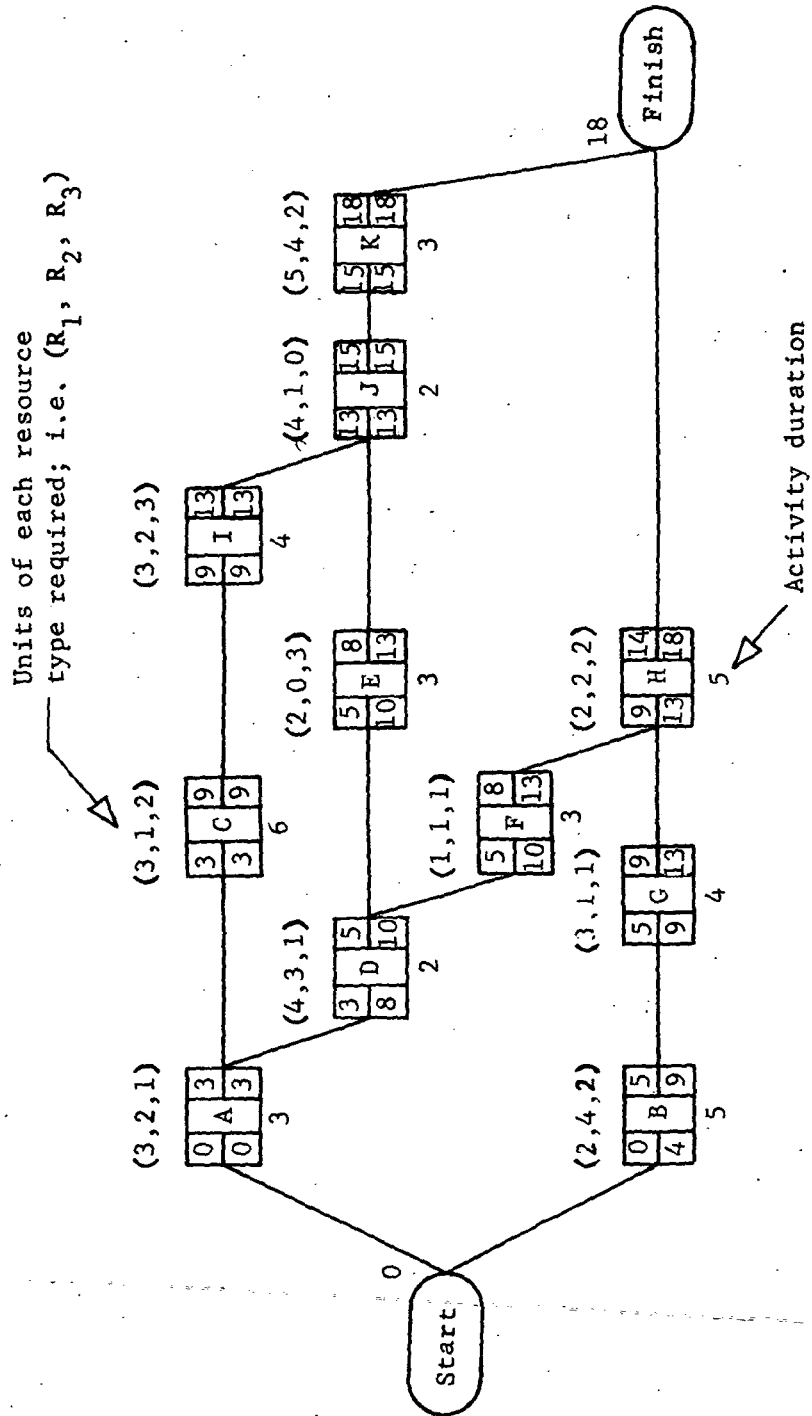 Units of each resource
type required; i.e. (R1, R2, R3)
Start
0
(3,2,1)
0 A 3
0 3
3
(3,1,2)
3 C 9
3 9
6
(3,2,3)
9 I 13
9 13
4
(4,3,1)
3 D 5
8 10
2
(2,0,3)
5 E 8
10 13
3
(4,1,0)
13 J 15
13 15
2
(5,4,2)
15 K 18
15 18
3
(1,1,1)
5 F 8
10 13
3
(2,4,2)
0 B 5
4 9
5
(3,1,1)
5 G 9
9 13
4
(2,2,2)
9 H 14
13 18
5
18
Finish
Activity duration